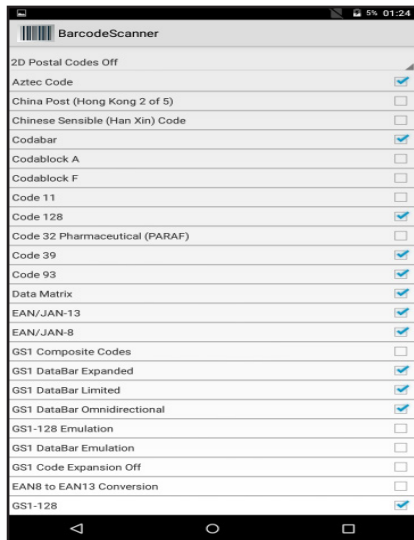 5% 01:24
BarcodeScanner
2D Postal Codes Off
Aztec Code
China Post (Hong Kong 2 of 5)
Chinese Sensible (Han Xin) Code
Codabar
Codablock A
Codablock F
Code 11
Code 128
Code 32 Pharmaceutical (PARAF)
Code 39
Code 93
Data Matrix
EAN/JAN-13
EAN/JAN-8
GS1 Composite Codes
GS1 DataBar Expanded
GS1 DataBar Limited
GS1 DataBar Omnidirectional
GS1-128 Emulation
GS1 DataBar Emulation
GS1 Code Expansion Off
EAN8 to EAN13 Conversion
GS1-128